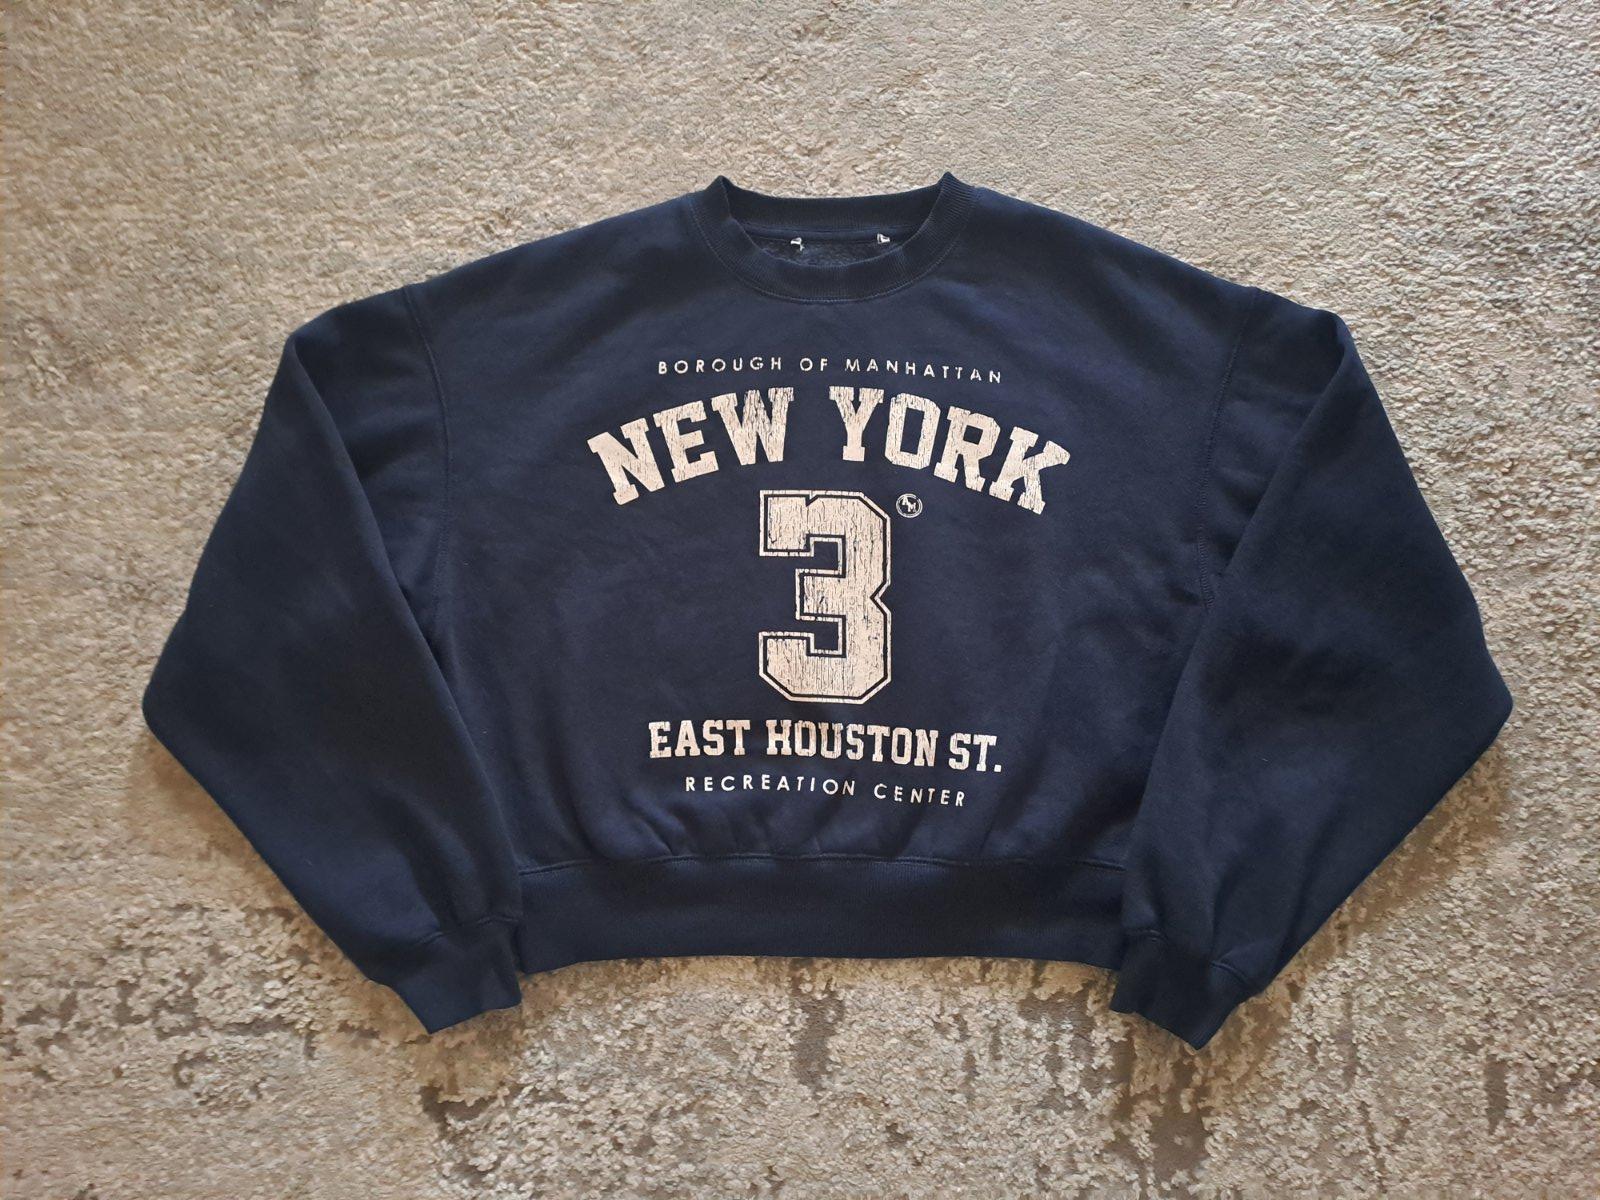 BOROUGH OF MANHATTAN
NEW YORK
3
EAST HOUSTON ST.
RECREATION CENTER